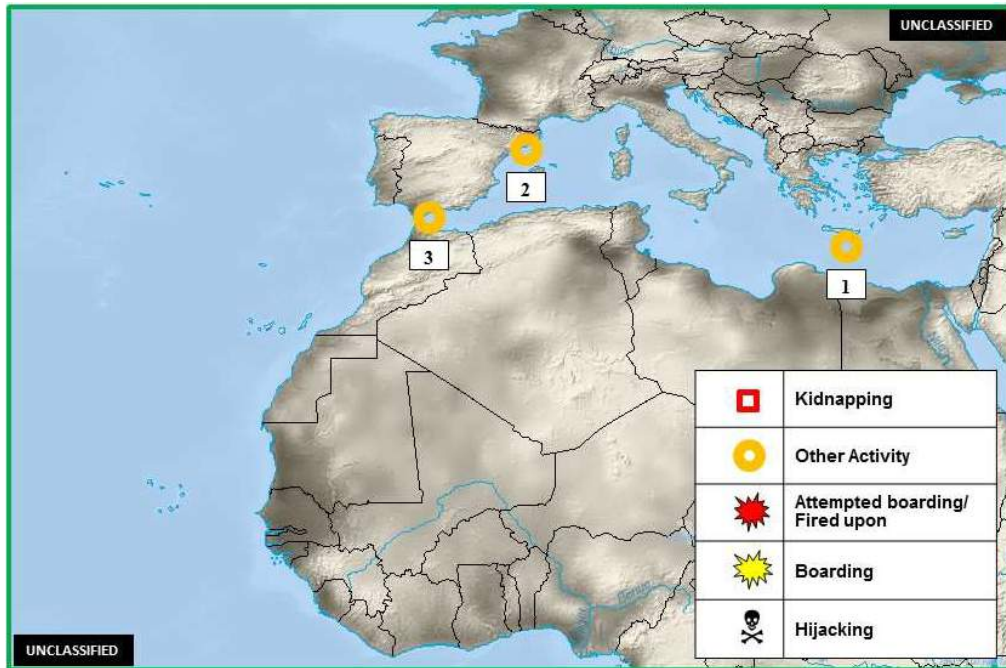 UNCLASSIFIED
2
3
1
Kidnapping
Other Activity
Attempted boarding/
Fired upon
Boarding
Hijacking
UNCLASSIFIED